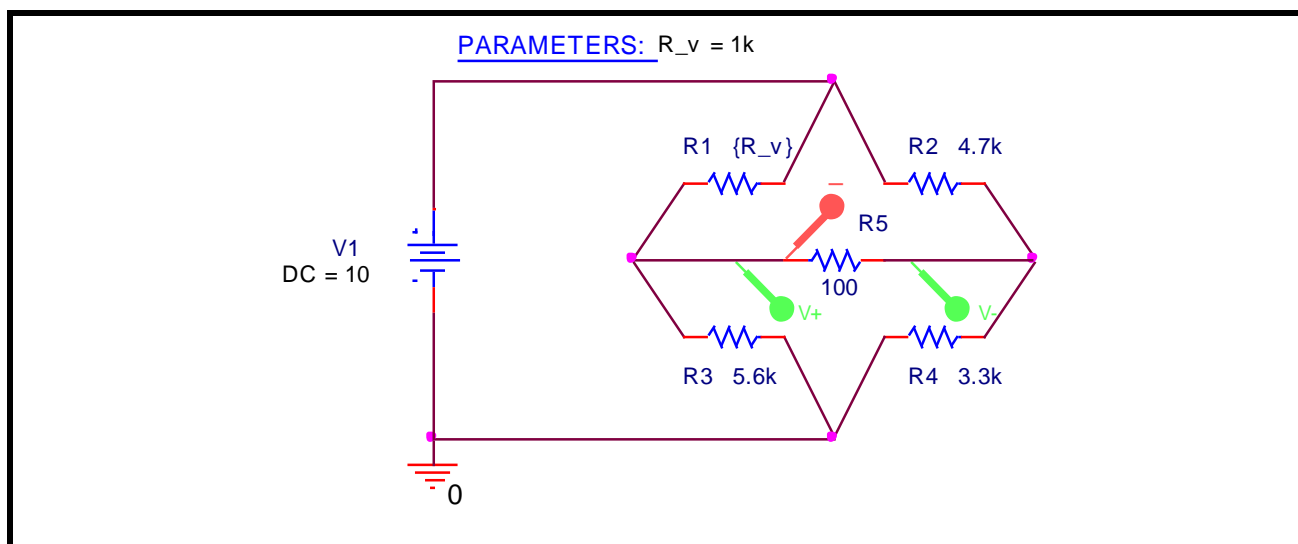 PARAMETERS: R_v = 1k
R1 {R_v} R2 4.7k
R5
V1
DC = 10
100
V+ V-
R3 5.6k R4 3.3k
0